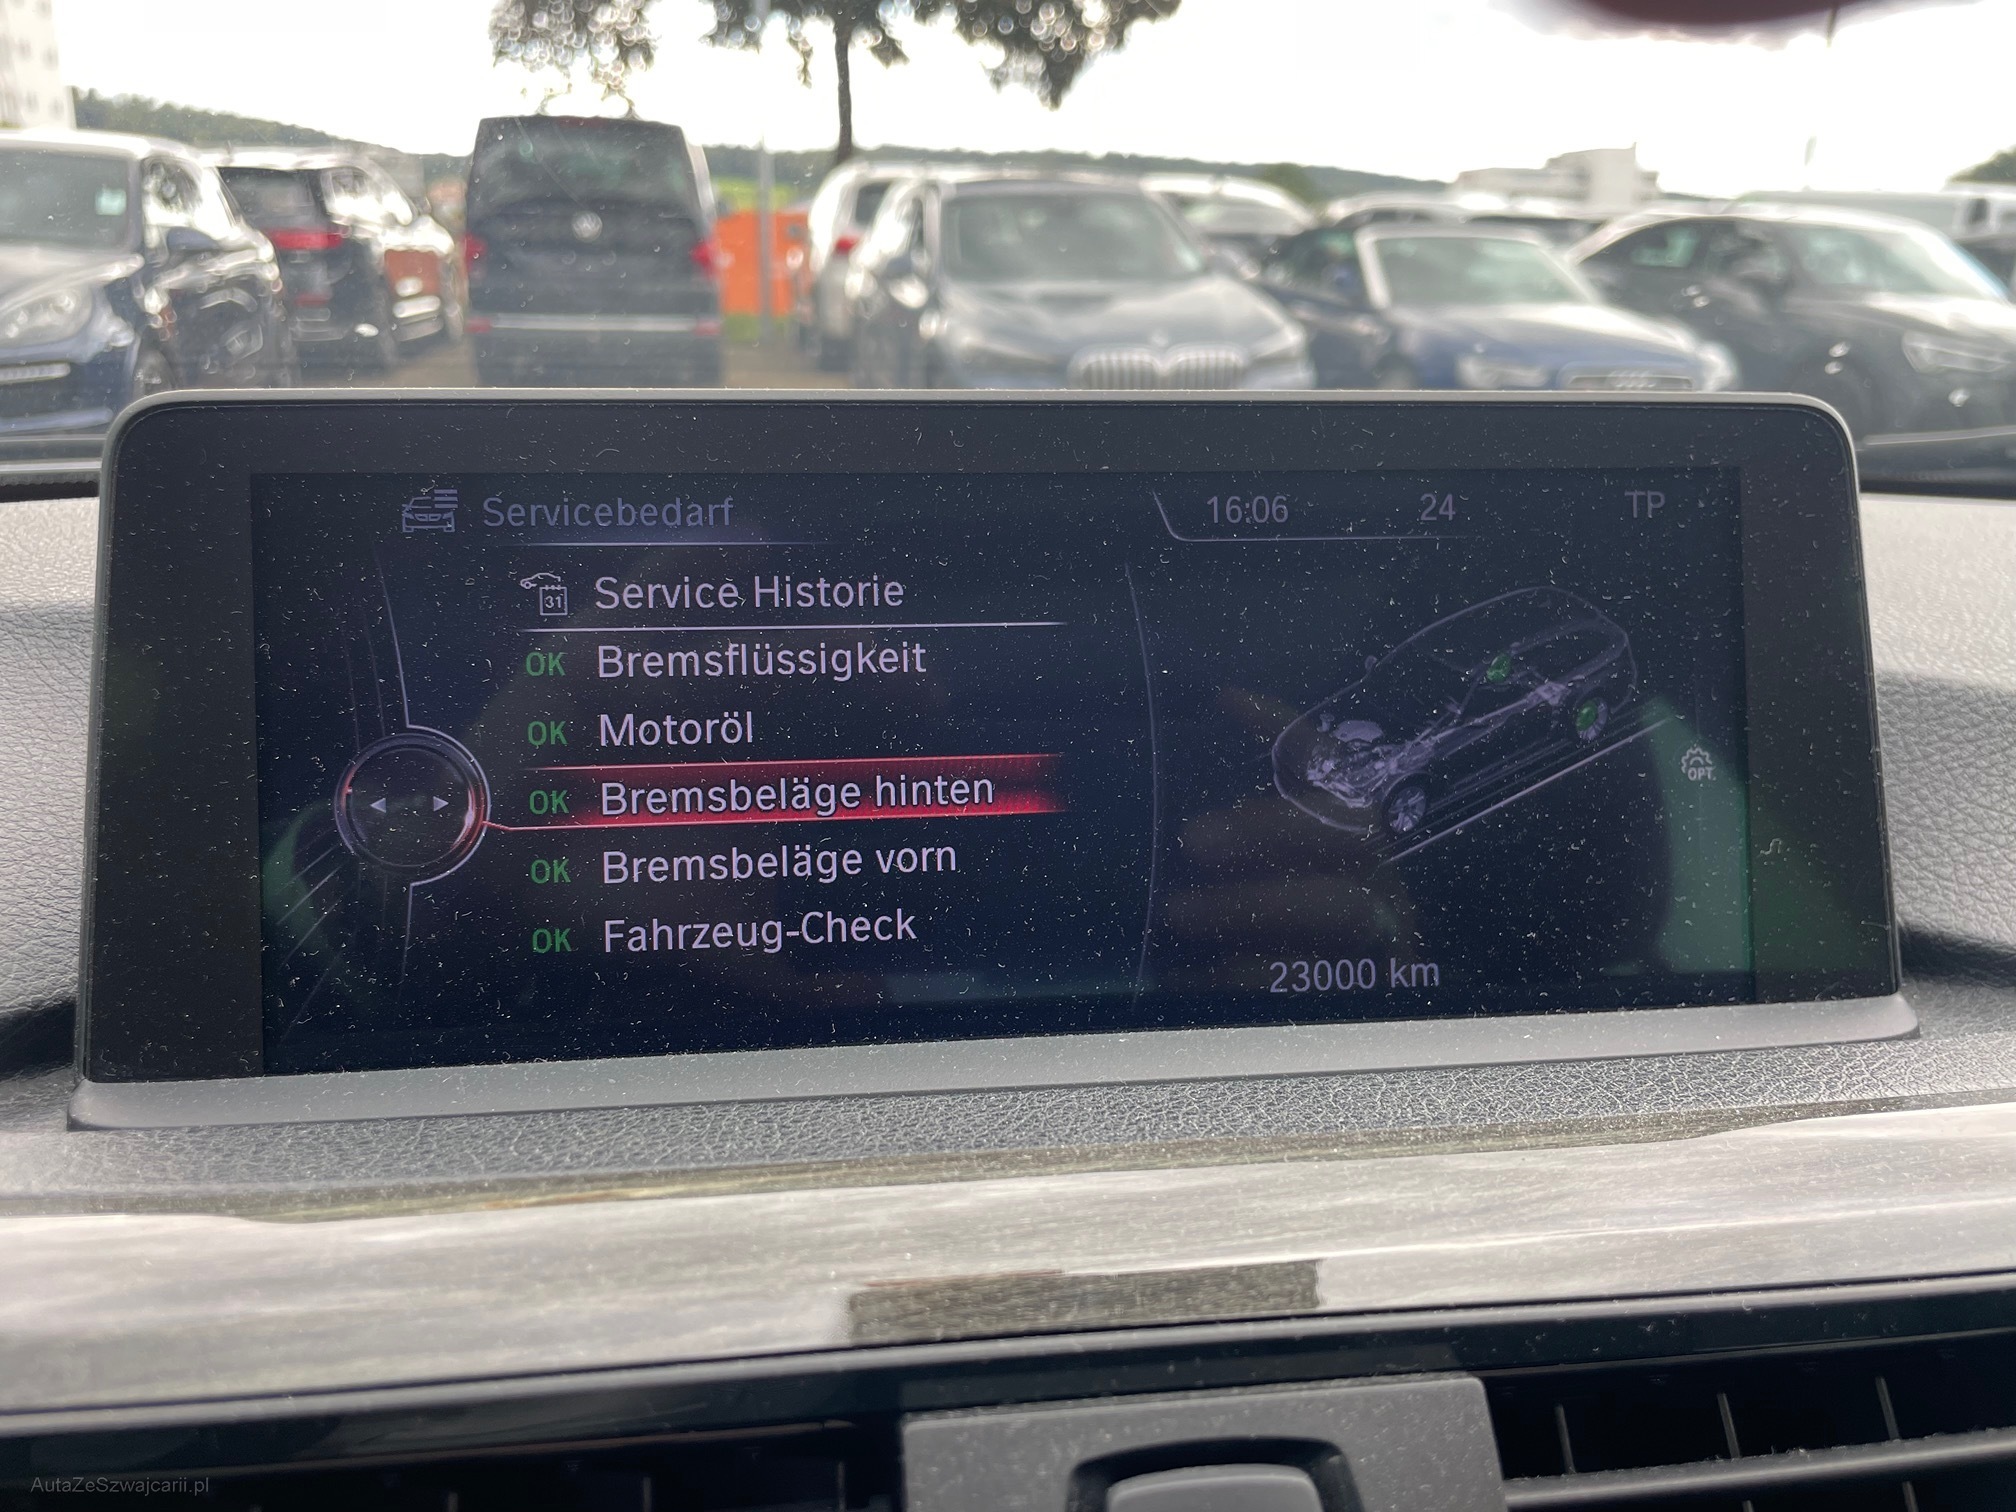 Servicebedarf
16:06 24 TP
31 Service Historie
OK Bremsflüssigkeit
OK Motoröl
OK Bremsbeläge hinten
OK Bremsbeläge vorn
OK Fahrzeug-Check
OPT.
23000 km
AutaZeSzwajcarii.pl